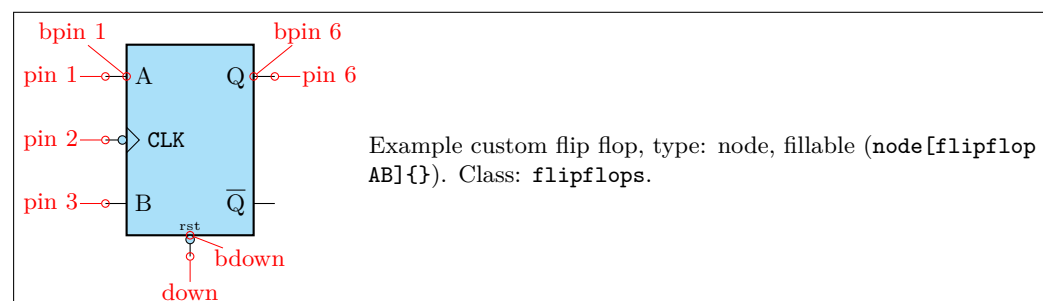 bpin 1
bpin 6
pin 1
A
Q
pin 6
pin 2
CLK
Example custom flip flop, type: node, fillable (node[flipflop
AB]{}). Class: flipflops.
pin 3
B
Q̅
rst
bdown
down